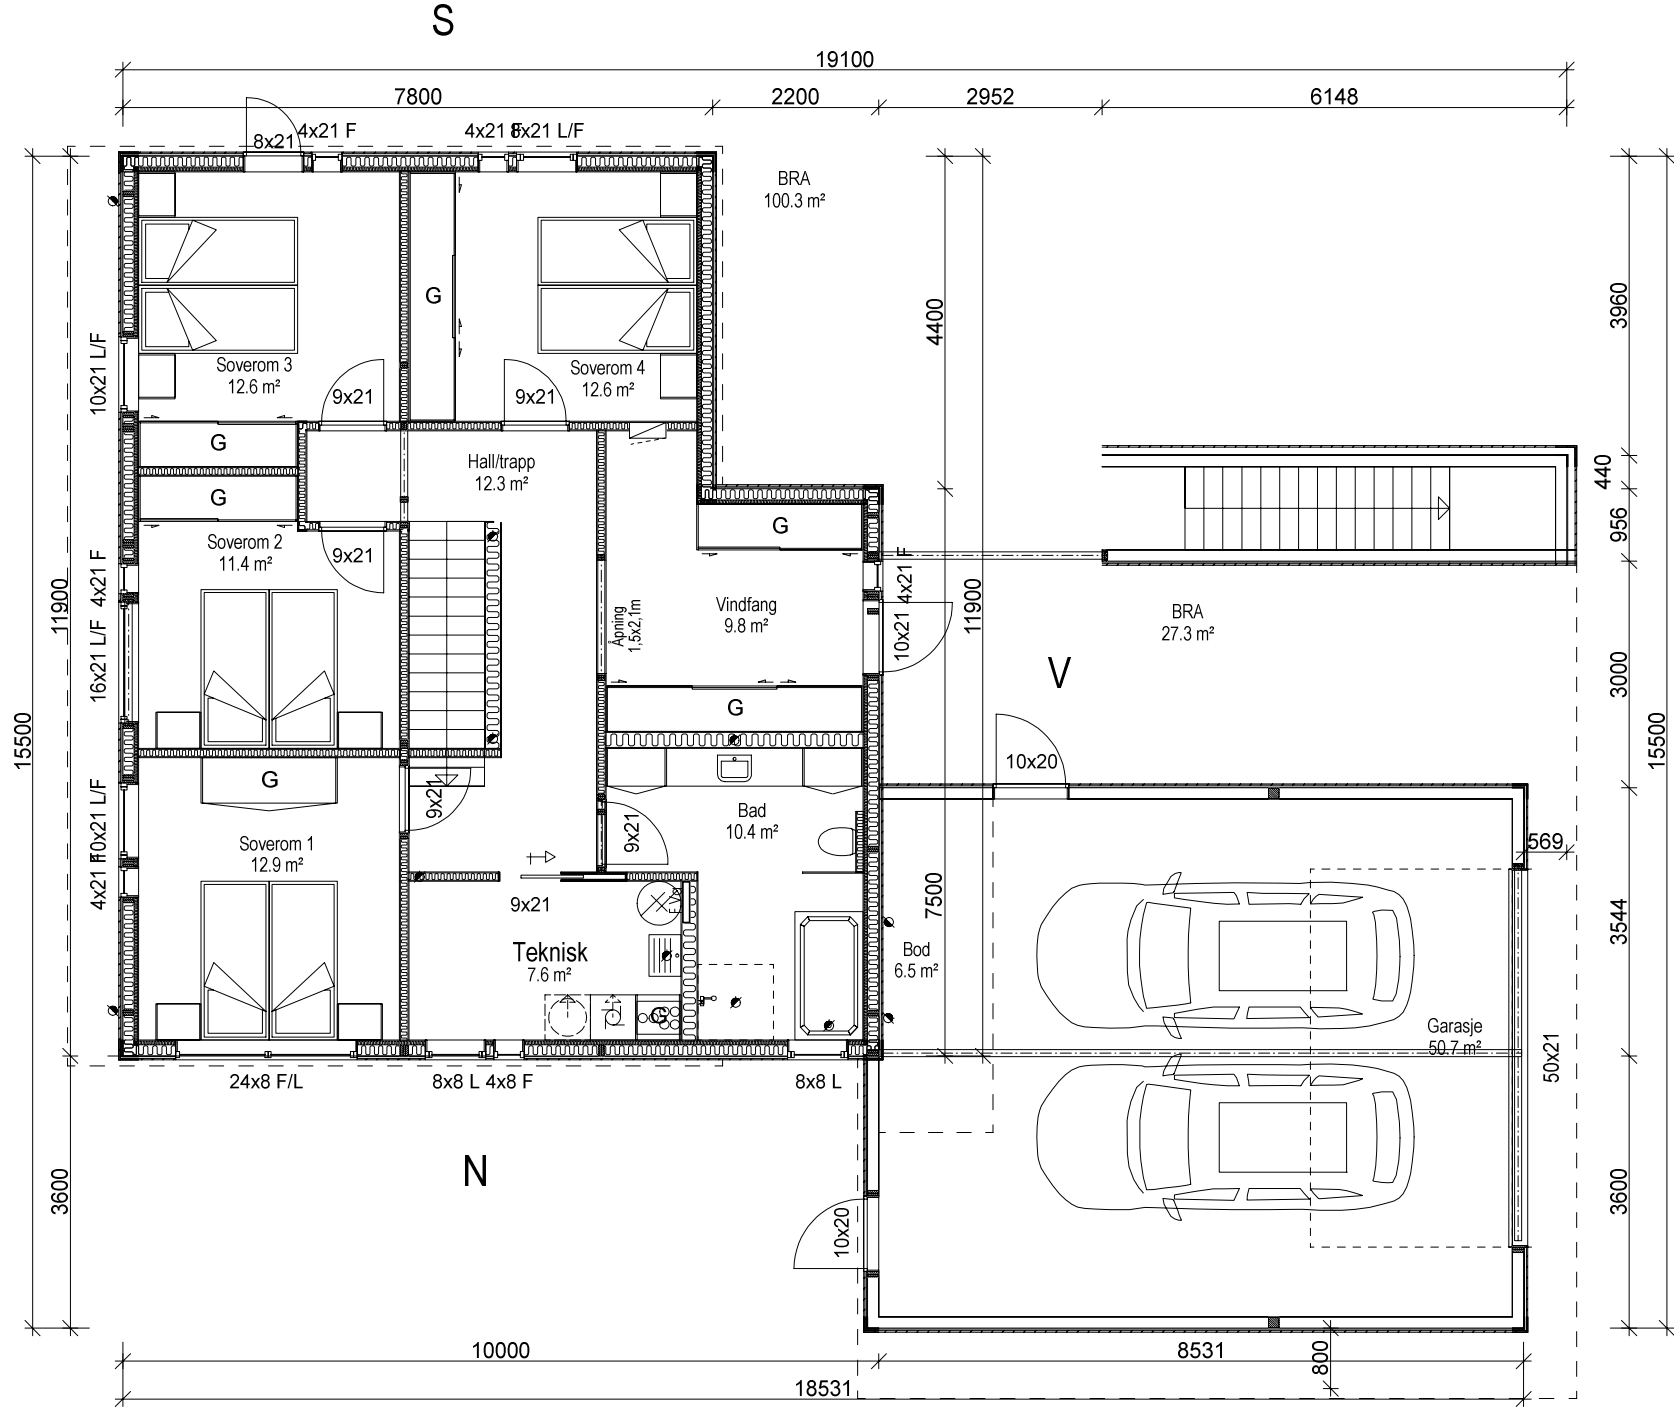 S
19100
7800
2200
2952
6148
8x21
4x21 F
4x21 F
8x21 L/F
BRA
100.3 m²
4400
3960
10x21 L/F
Soverom 3
12.6 m²
G
Soverom 4
12.6 m²
9x21
9x21
G
G
Hall/trapp
12.3 m²
440
956
G
Soverom 2
11.4 m²
9x21
4x21 F
11900
16x21 L/F
Åpning
1,5x2,1m
Vindfang
9.8 m²
4x21 F
10x21
11900
BRA
27.3 m²
V
3000
15500
15500
G
G
10x20
10x21 L/F
4x21 F
9x21
9x21
Bad
10.4 m²
Soverom 1
12.9 m²
569
7500
3544
9x21
Teknisk
7.6 m²
G
Bod
6.5 m²
Garasje
50.7 m²
50x21
24x8 F/L
8x8 L
4x8 F
8x8 L
N
3600
10x20
3600
10000
8531
800
18531